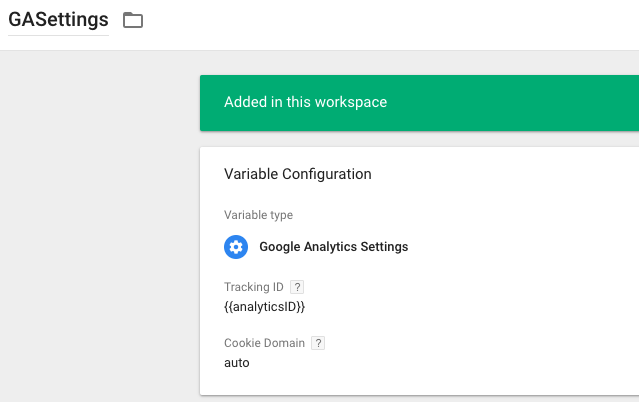 GASettings
Added in this workspace
Variable Configuration
Variable type
Google Analytics Settings
Tracking ID ?
{{analyticsID}}
Cookie Domain ?
auto